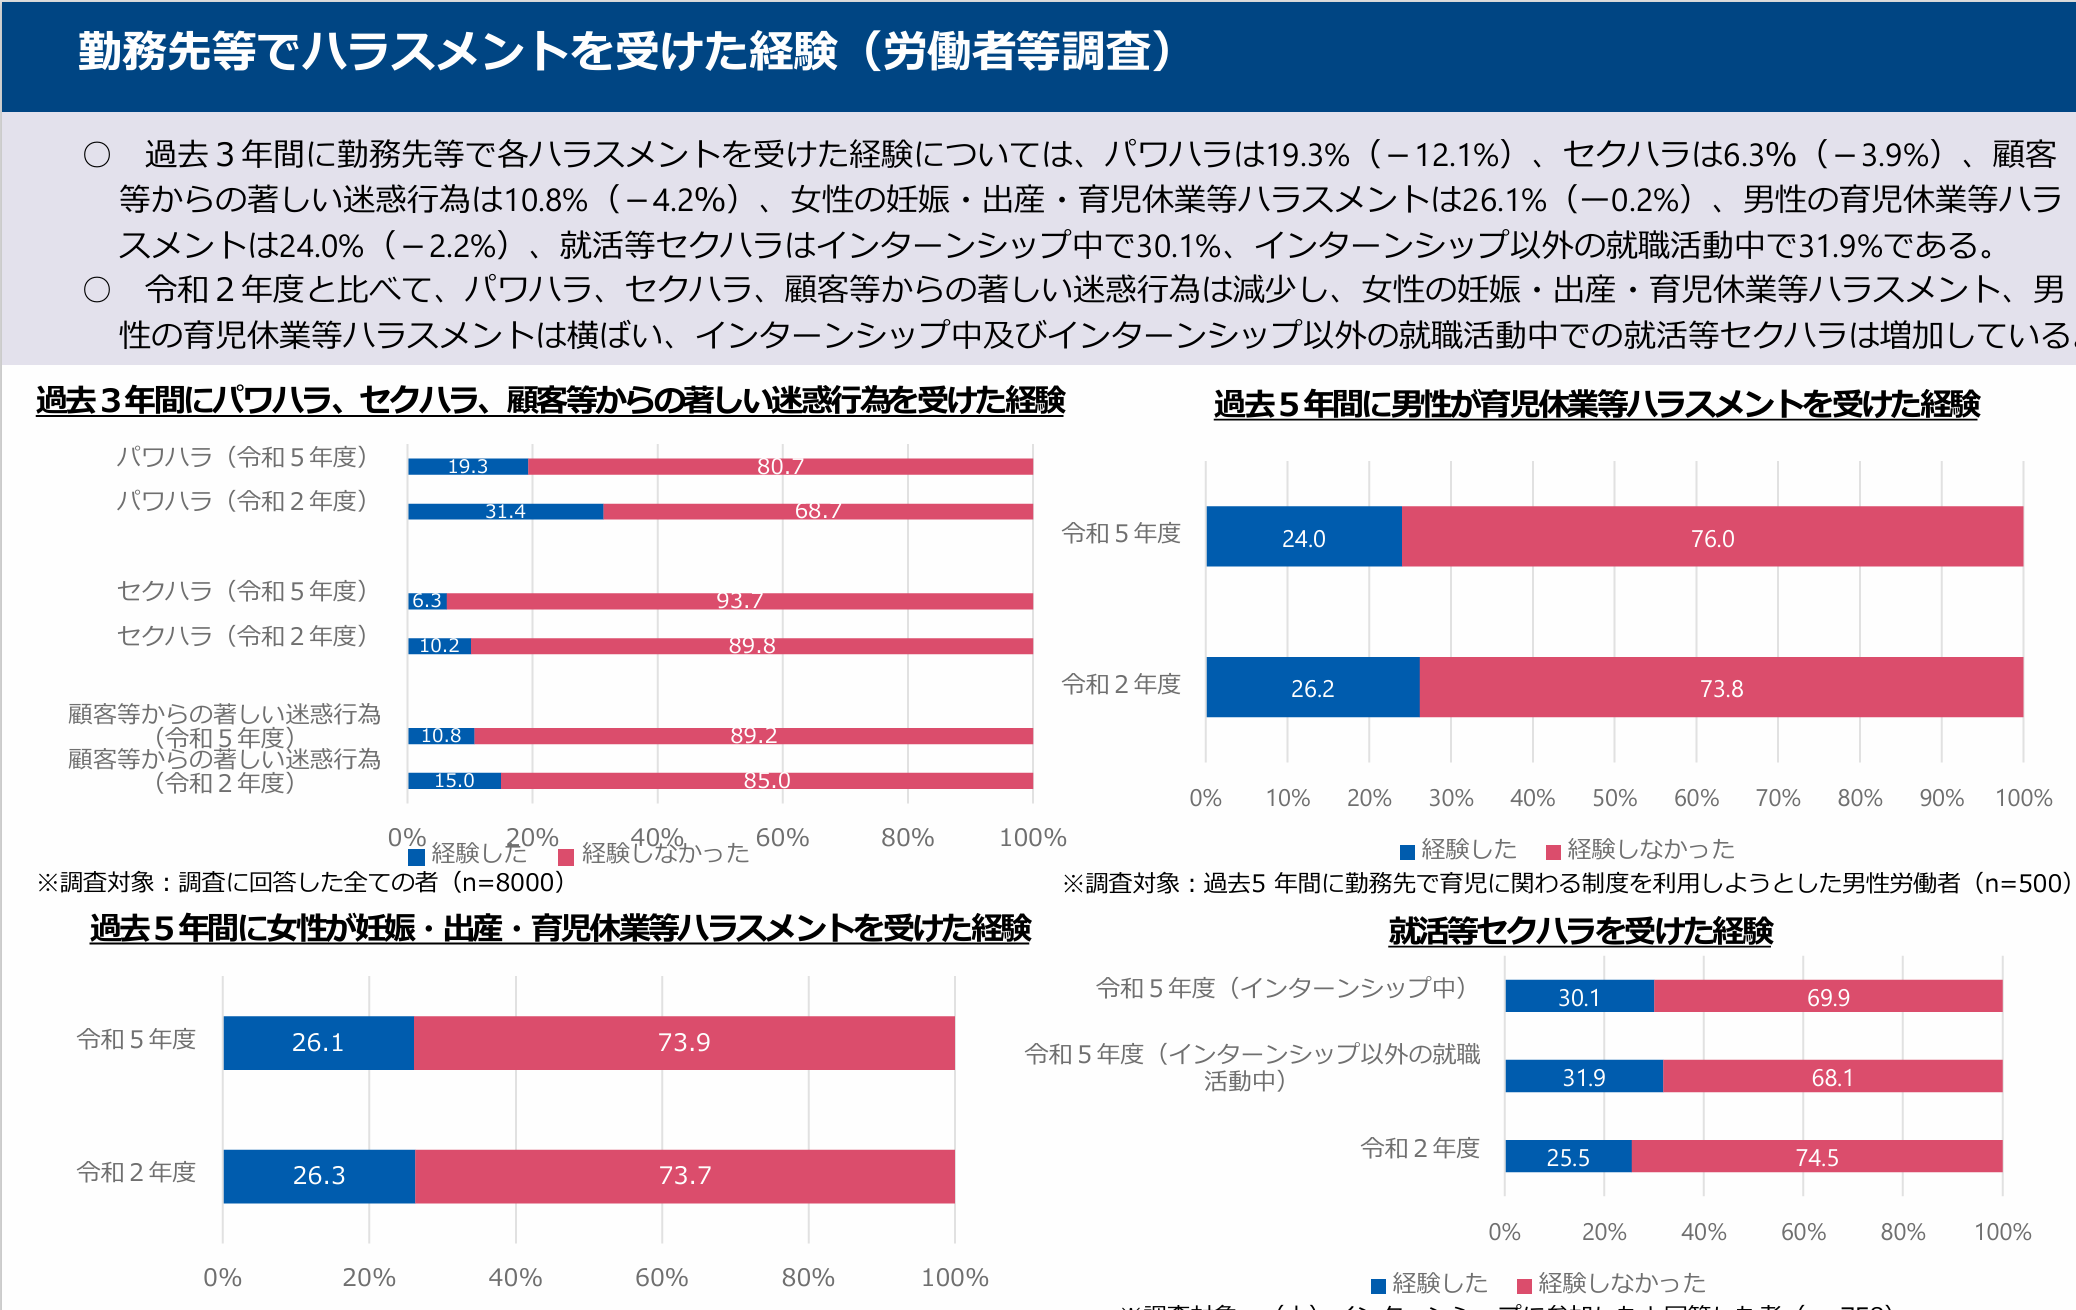 勤務先等でハラスメントを受けた経験（労働者等調査）
○　過去３年間に勤務先等で各ハラスメントを受けた経験については、パワハラは19.3%（－12.1%）、セクハラは6.3%（－3.9%）、顧客
等からの著しい迷惑行為は10.8%（－4.2%）、女性の妊娠・出産・育児休業等ハラスメントは26.1%（ー0.2%）、男性の育児休業等ハラ
スメントは24.0%（－2.2%）、就活等セクハラはインターンシップ中で30.1%、インターンシップ以外の就職活動中で31.9%である。
○　令和２年度と比べて、パワハラ、セクハラ、顧客等からの著しい迷惑行為は減少し、女性の妊娠・出産・育児休業等ハラスメント、男
性の育児休業等ハラスメントは横ばい、インターンシップ中及びインターンシップ以外の就職活動中での就活等セクハラは増加している。
過去３年間にパワハラ、セクハラ、顧客等からの著しい迷惑行為を受けた経験
パワハラ（令和５年度） 19.3 80.7
パワハラ（令和２年度） 31.4 68.7
セクハラ（令和５年度） 6.3 93.7
セクハラ（令和２年度） 10.2 89.8
顧客等からの著しい迷惑行為
（令和５年度） 10.8 89.2
顧客等からの著しい迷惑行為
（令和２年度） 15.0 85.0
0% 20% 40% 60% 80% 100%
経験した 経験しなかった
※調査対象：調査に回答した全ての者（n=8000）
過去５年間に男性が育児休業等ハラスメントを受けた経験
令和５年度 24.0 76.0
令和２年度 26.2 73.8
0% 10% 20% 30% 40% 50% 60% 70% 80% 90% 100%
経験した 経験しなかった
※調査対象：過去5 年間に勤務先で育児に関わる制度を利用しようとした男性労働者（n=500）
過去５年間に女性が妊娠・出産・育児休業等ハラスメントを受けた経験
令和５年度 26.1 73.9
令和２年度 26.3 73.7
0% 20% 40% 60% 80% 100%
就活等セクハラを受けた経験
令和５年度（インターンシップ中） 30.1 69.9
令和５年度（インターンシップ以外の就職
活動中） 31.9 68.1
令和２年度 25.5 74.5
0% 20% 40% 60% 80% 100%
経験した 経験しなかった